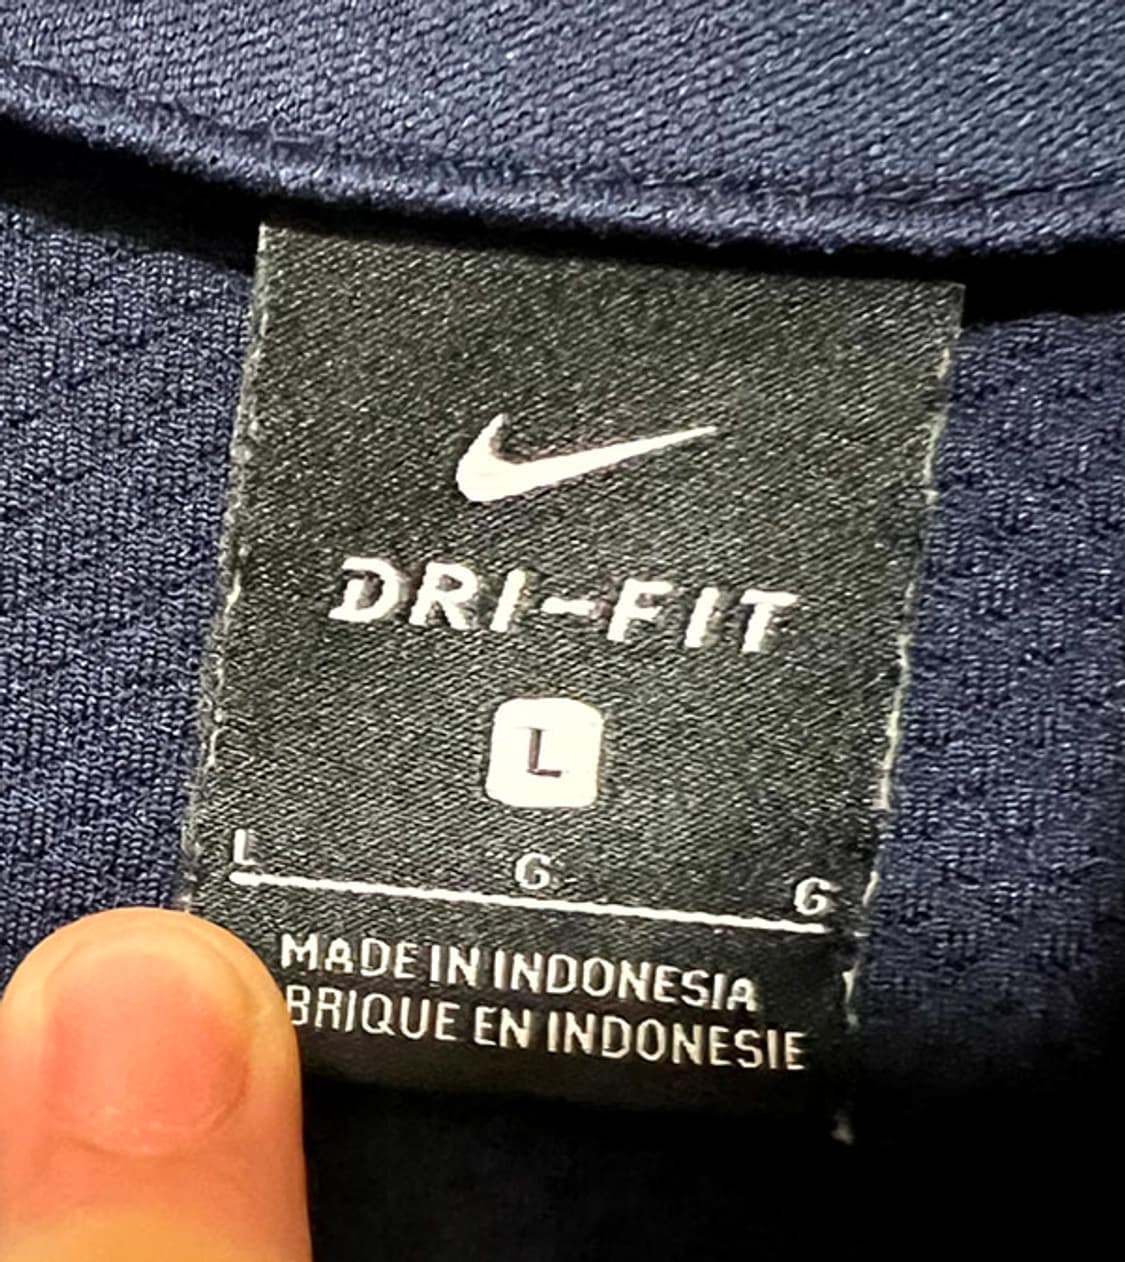 DRI-FIT
L
L G G
MADE IN INDONESIA
BRIQUE EN INDONESIE